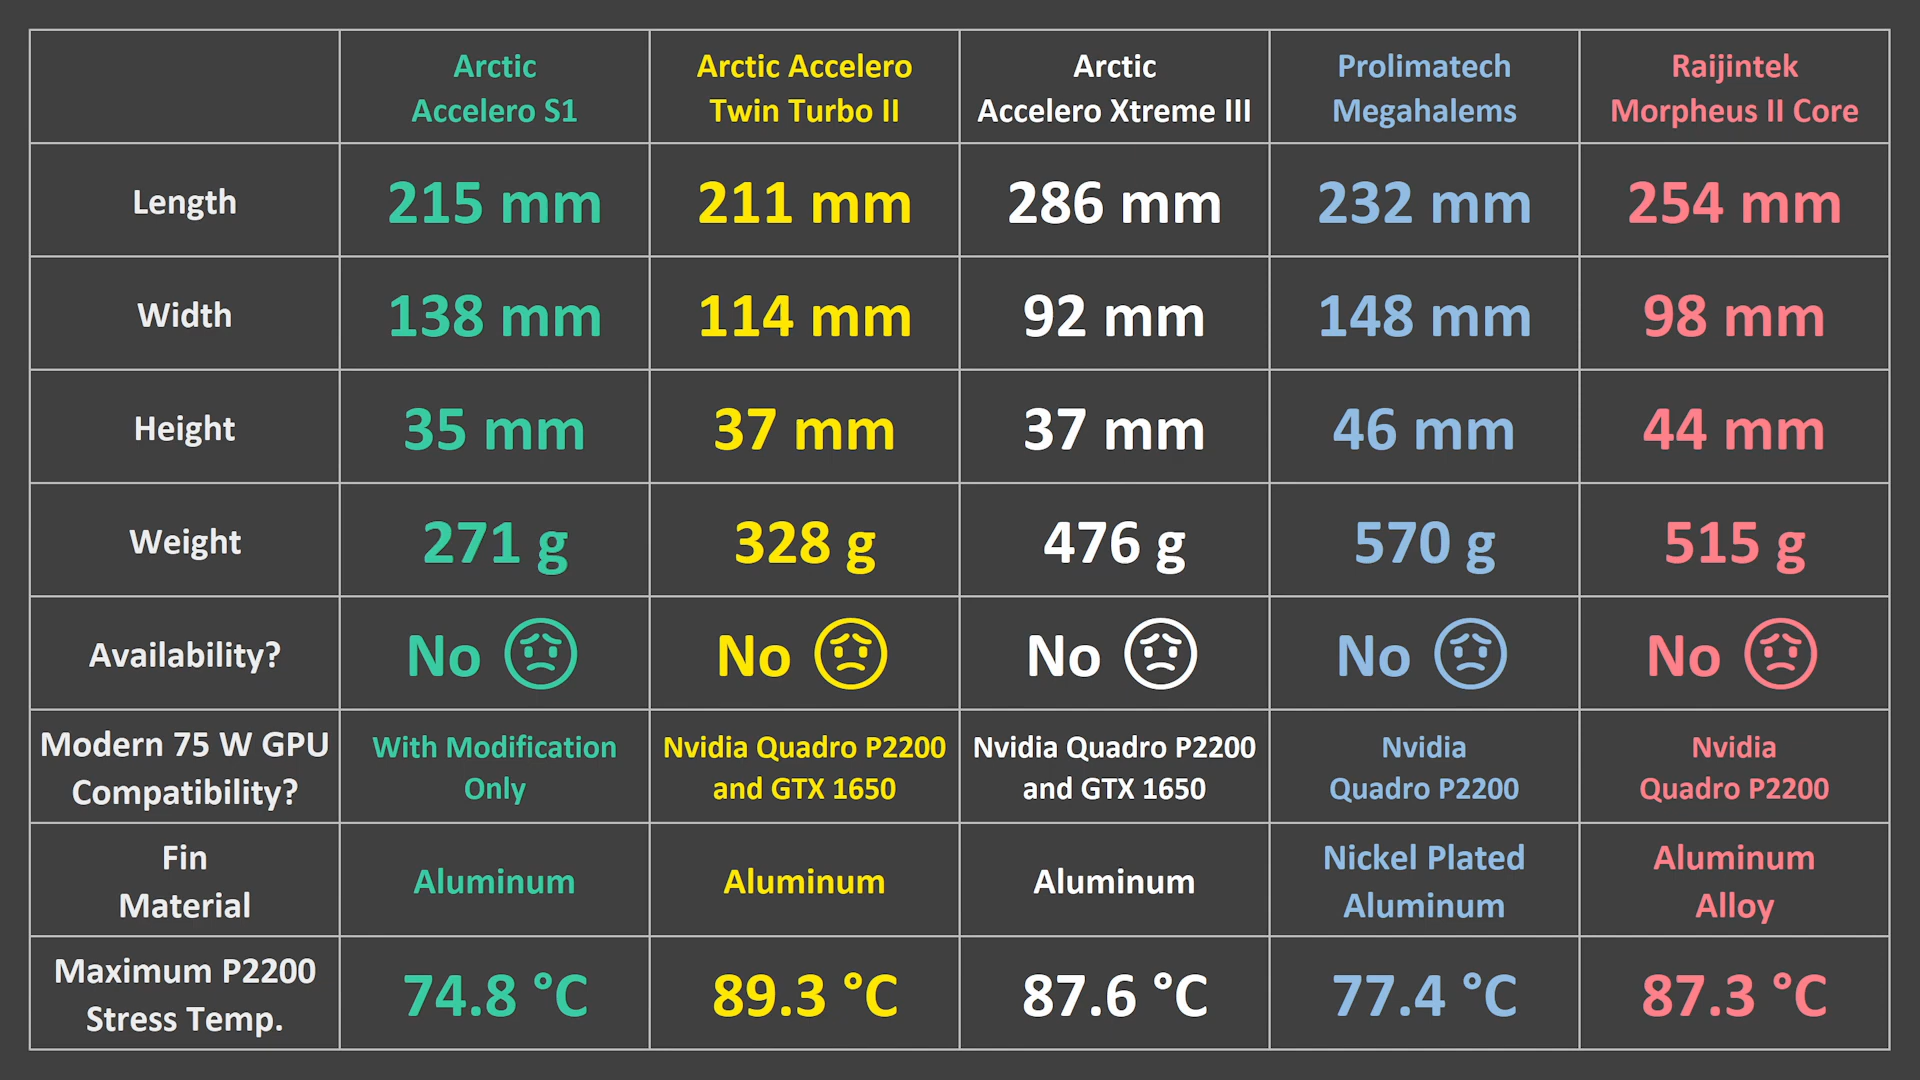 Arctic
Accelero S1
Arctic Accelero
Twin Turbo II
Arctic
Accelero Xtreme III
Prolimatech
Megahalems
Raijintek
Morpheus II Core
Length
215 mm
211 mm
286 mm
232 mm
254 mm
Width
138 mm
114 mm
92 mm
148 mm
98 mm
Height
35 mm
37 mm
37 mm
46 mm
44 mm
Weight
271 g
328 g
476 g
570 g
515 g
Availability?
No
No
No
No
No
Modern 75 W GPU
Compatibility?
With Modification
Only
Nvidia Quadro P2200
and GTX 1650
Nvidia Quadro P2200
and GTX 1650
Nvidia
Quadro P2200
Nvidia
Quadro P2200
Fin
Material
Aluminum
Aluminum
Aluminum
Nickel Plated
Aluminum
Aluminum
Alloy
Maximum P2200
Stress Temp.
74.8 °C
89.3 °C
87.6 °C
77.4 °C
87.3 °C